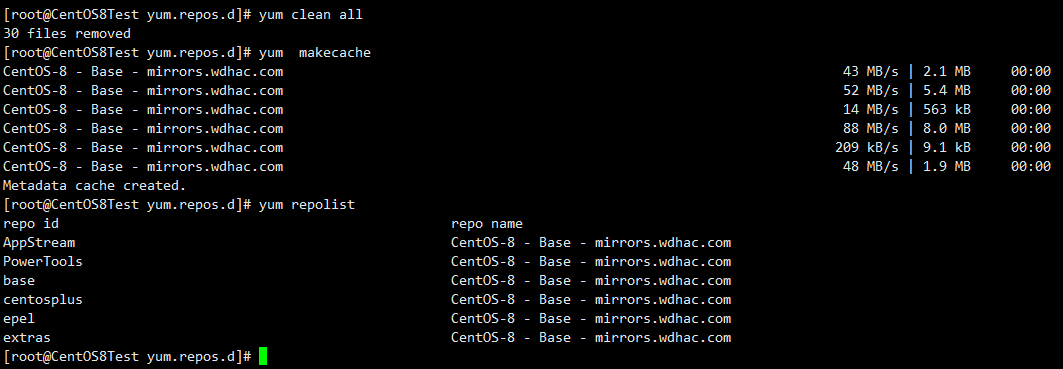 [root@CentOS8Test yum.repos.d]# yum clean all
30 files removed
[root@CentOS8Test yum.repos.d]# yum  makecache
CentOS-8 - Base - mirrors.wdhac.com 43 MB/s | 2.1 MB 00:00
CentOS-8 - Base - mirrors.wdhac.com 52 MB/s | 5.4 MB 00:00
CentOS-8 - Base - mirrors.wdhac.com 14 MB/s | 563 kB 00:00
CentOS-8 - Base - mirrors.wdhac.com 88 MB/s | 8.0 MB 00:00
CentOS-8 - Base - mirrors.wdhac.com 209 kB/s | 9.1 kB 00:00
CentOS-8 - Base - mirrors.wdhac.com 48 MB/s | 1.9 MB 00:00
Metadata cache created.
[root@CentOS8Test yum.repos.d]# yum repolist
repo id repo name
AppStream CentOS-8 - Base - mirrors.wdhac.com
PowerTools CentOS-8 - Base - mirrors.wdhac.com
base CentOS-8 - Base - mirrors.wdhac.com
centosplus CentOS-8 - Base - mirrors.wdhac.com
epel CentOS-8 - Base - mirrors.wdhac.com
extras CentOS-8 - Base - mirrors.wdhac.com
[root@CentOS8Test yum.repos.d]#